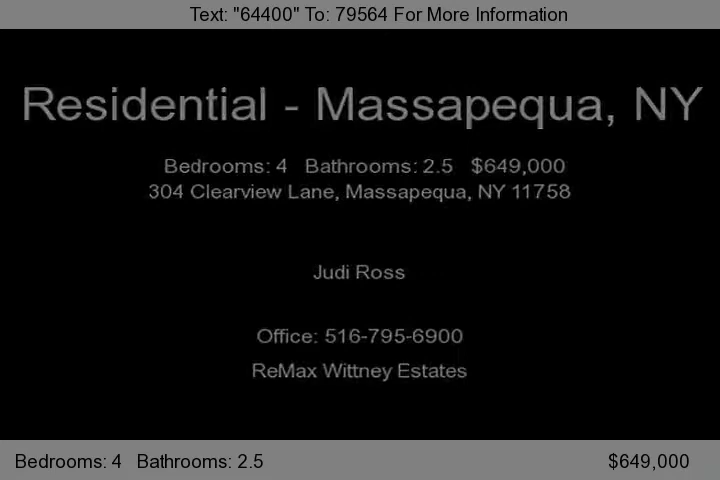 Text: "64400" To: 79564 For More Information
Residential - Massapequa, NY
Bedrooms: 4 Bathrooms: 2.5 $649,000
304 Clearview Lane, Massapequa, NY 11758
Judi Ross
Office: 516-795-6900
ReMax Wittney Estates
Bedrooms: 4 Bathrooms: 2.5 $649,000